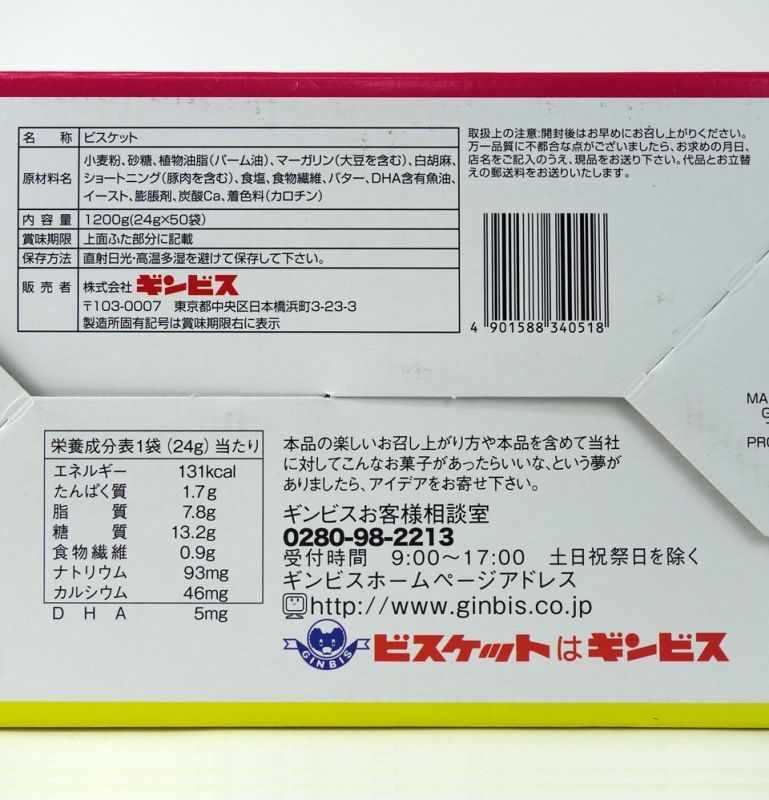 名称 ビスケット
原材料名 小麦粉、砂糖、植物油脂(パーム油)、マーガリン(大豆を含む)、白胡麻、
ショートニング(豚肉を含む)、食塩、食物繊維、バター、DHA含有魚油、
イースト、膨脹剤、炭酸Ca、着色料(カロチン)
内容量 1200g(24g×50袋)
賞味期限 上面ふた部分に記載
保存方法 直射日光・高温多湿を避けて保存して下さい。
販売者 株式会社 ギンビス
〒103-0007 東京都中央区日本橋浜町3-23-3
製造所固有記号は賞味期限右に表示
取扱上の注意:開封後はお早めにお召し上がりください。
万一品質に不都合な点がございましたら、お求めの月日、
店名をご記入のうえ、現品をお送り下さい。代品とお立替
えの郵送料をお送りいたします。
4 901588 340518
MA
G
PRO
栄養成分表1袋(24g)当たり
エネルギー 131kcal
たんぱく質 1.7g
脂質 7.8g
糖質 13.2g
食物繊維 0.9g
ナトリウム 93mg
カルシウム 46mg
DHA 5mg
本品の楽しいお召し上がり方や本品を含めて当社
に対してこんなお菓子があったらいいな、という夢が
ありましたら、アイデアをお寄せ下さい。
ギンビスお客様相談室
0280-98-2213
受付時間 9:00〜17:00 土日祝祭日を除く
ギンビスホームページアドレス
http://www.ginbis.co.jp
GINBIS
ビスケットはギンビス